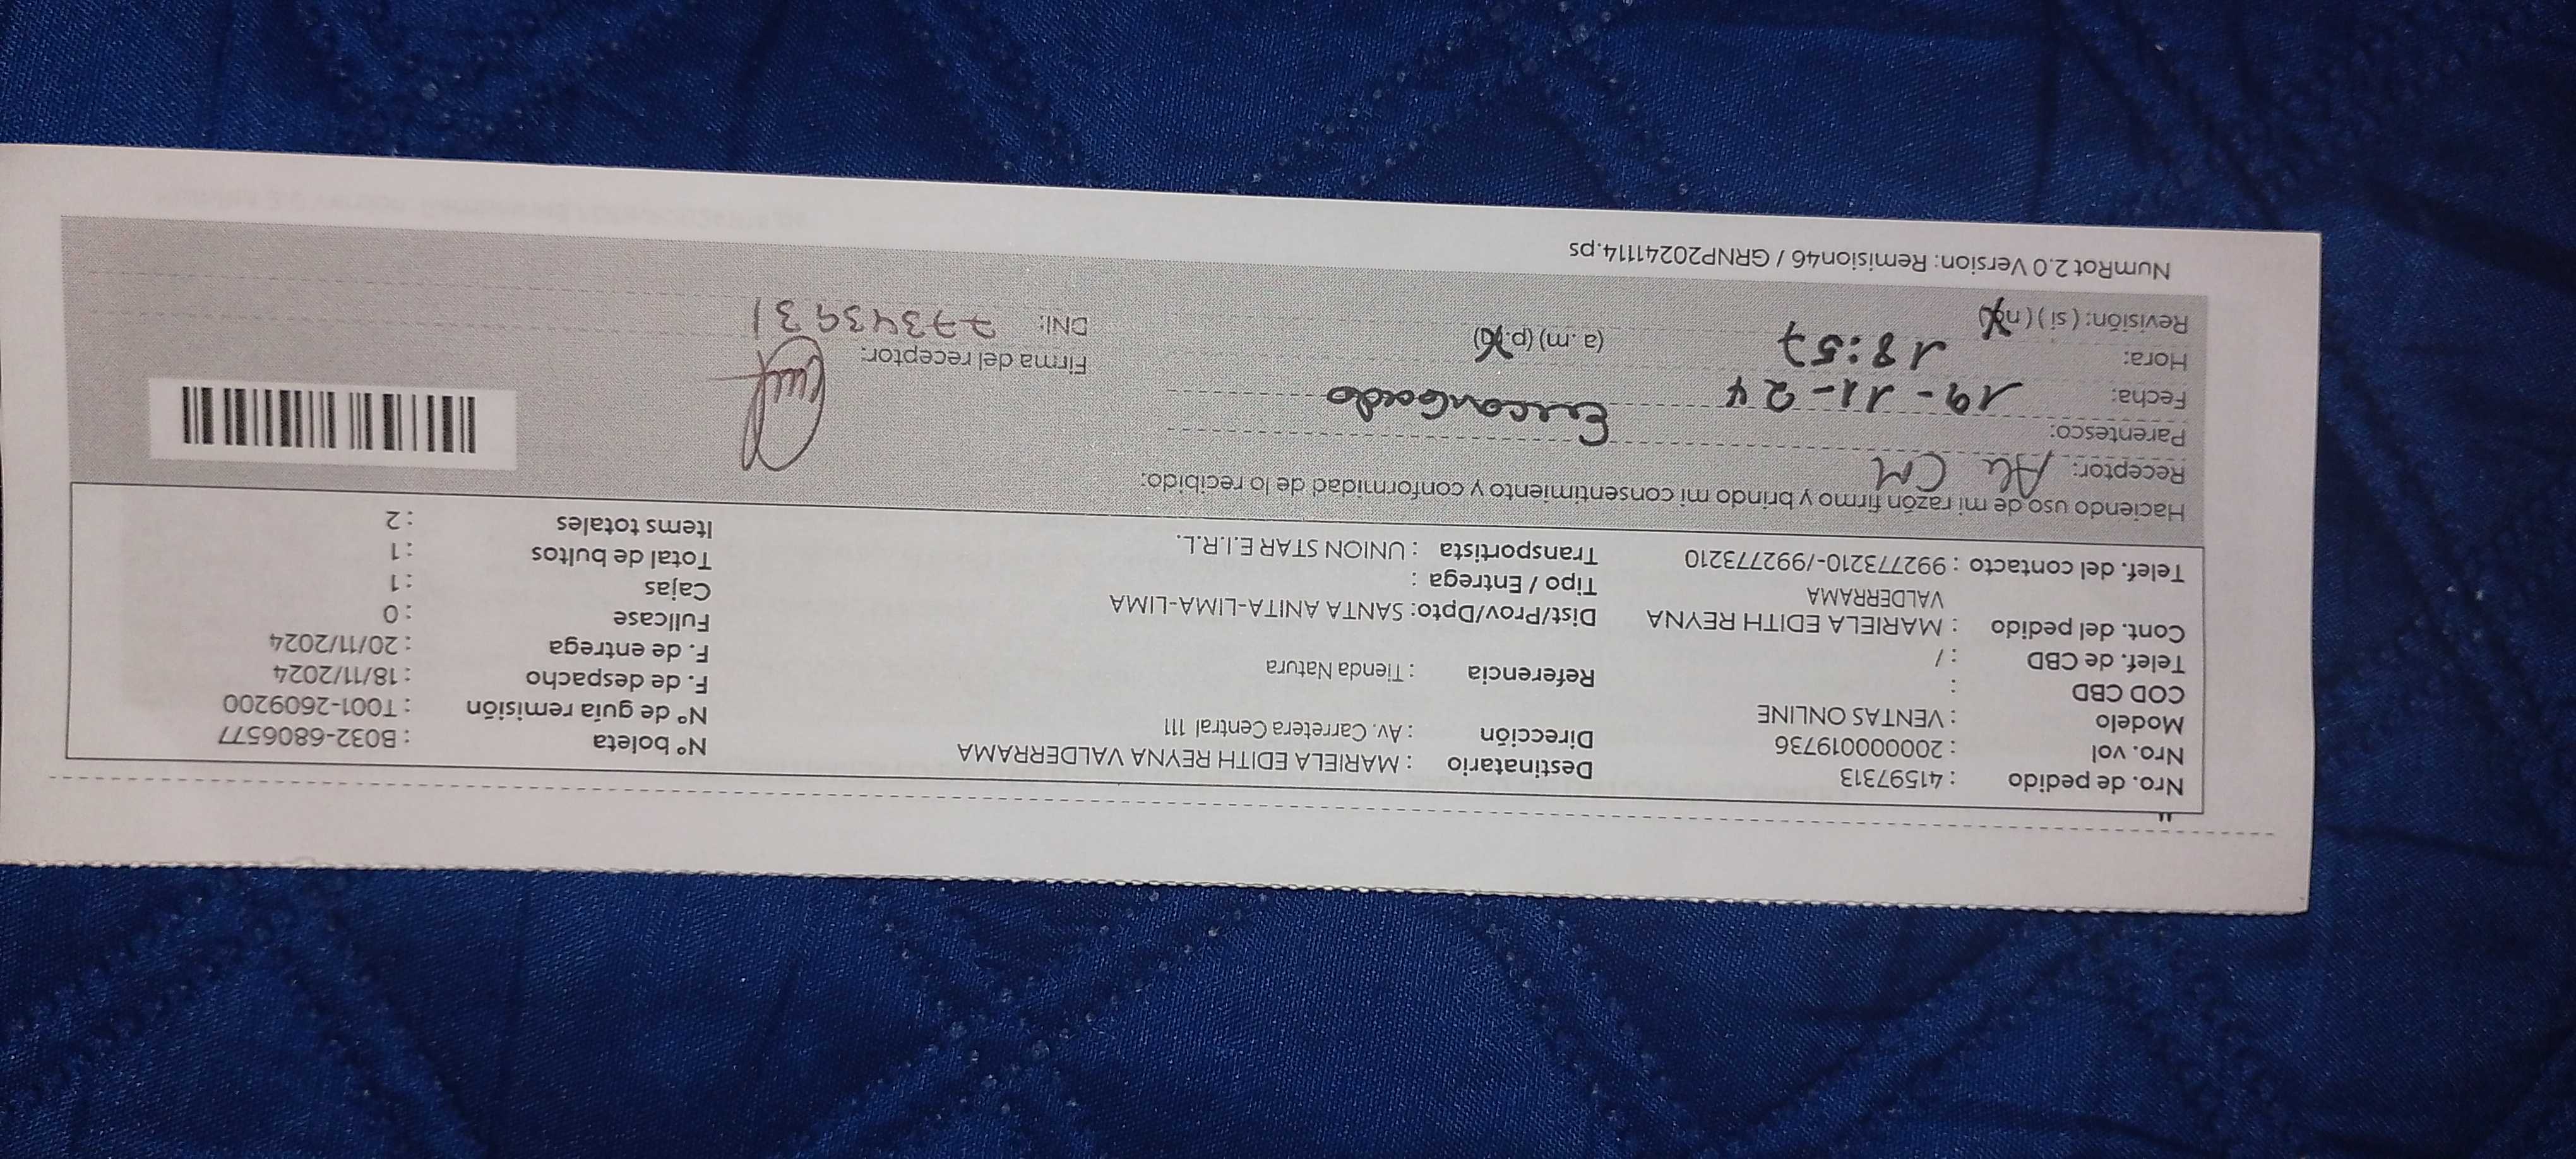 Nro. de pedido : 41597313
Nro. vol : 20000000019736
Modelo : VENTAS ONLINE
COD CBD :
Telef. de CBD : /
Cont. del pedido : MARIELA EDITH REYNA
VALDERRAMA
Telef. del contacto : 992773210-/992773210
Destinatario : MARIELA EDITH REYNA VALDERRAMA
Dirección : Av. Carretera Central 111
Referencia : Tienda Natura
Dist/Prov/Dpto: SANTA ANITA-LIMA-LIMA
Tipo / Entrega :
Transportista : UNION STAR E.I.R.L.
N° boleta : B032-6806577
N° de guía remisión : T001-2609200
F. de despacho : 18/11/2024
F. de entrega : 20/11/2024
Fullcase : 0
Cajas : 1
Total de bultos : 1
Items totales : 2
Haciendo uso de mi razón firmo y brindo mi consentimiento y conformidad de lo recibido:
Receptor: CM
Parentesco: Encargado
Fecha: 19-11-24
Hora: 18:57 (a.m) (p.m)
Revisión: (si) (no)
Firma del receptor:
DNI: 77343931
NumRot 2.0 Version: Remision46 / GRNP20241114.ps